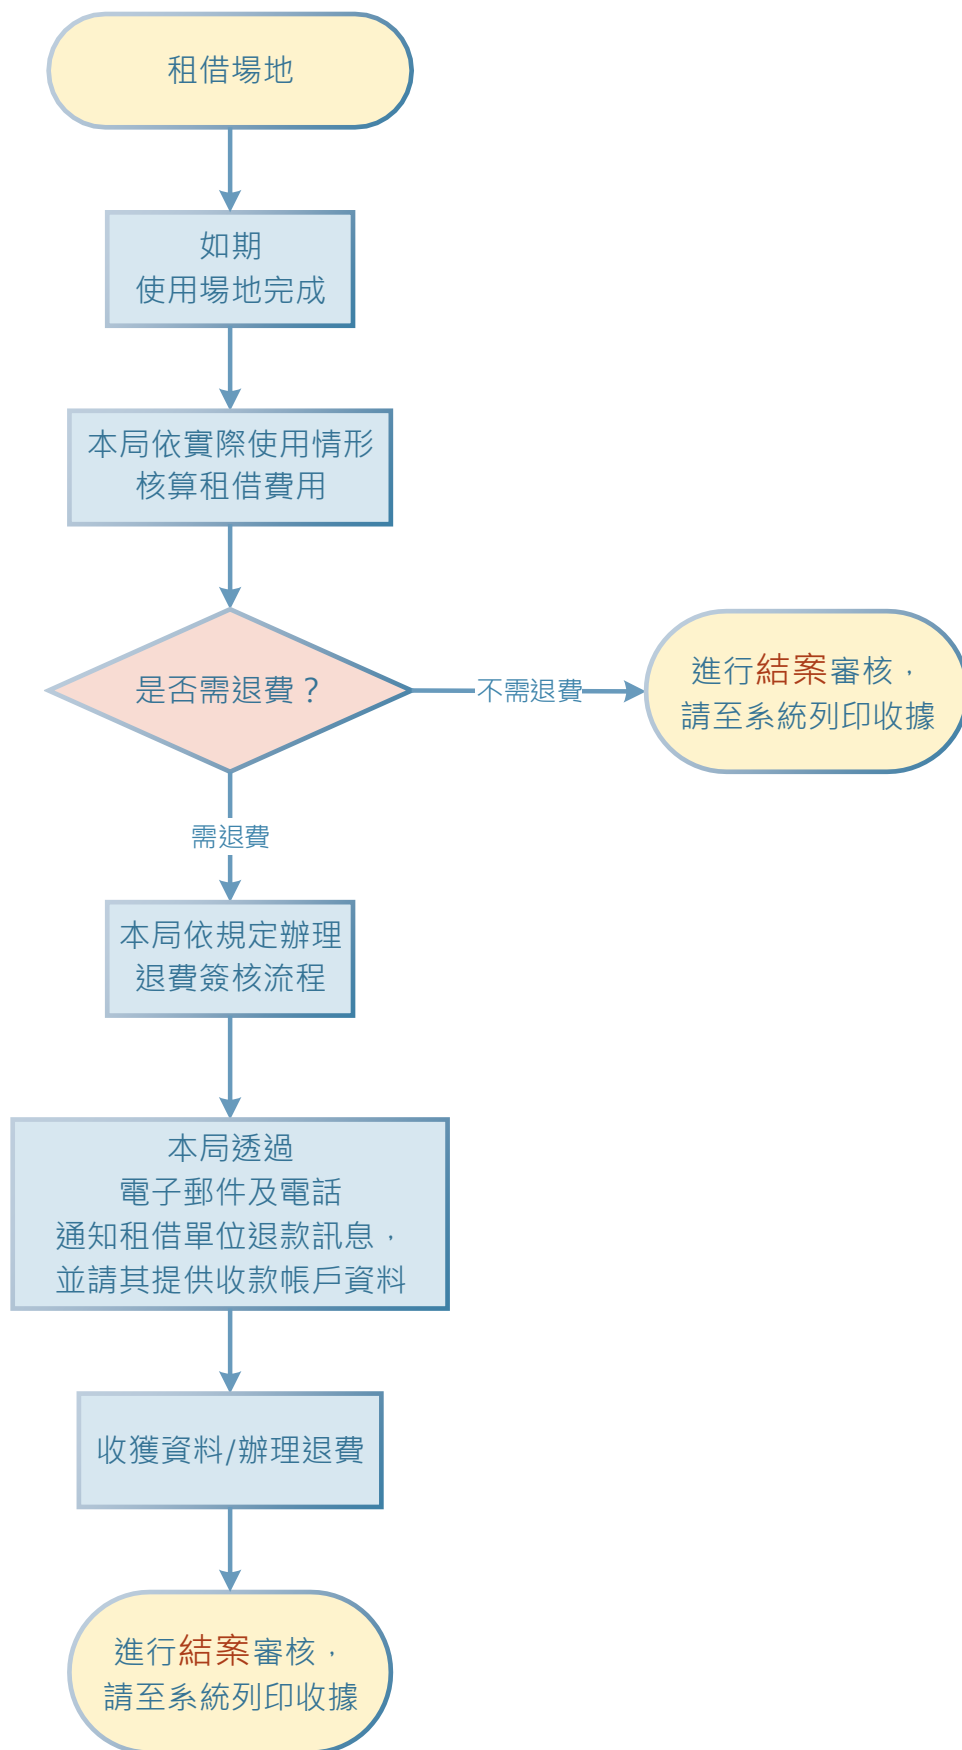 租借場地
如期
使用場地完成
本局依實際使用情形
核算租借費用
是否需退費？
不需退費
進行結案審核，
請至系統列印收據
需退費
本局依規定辦理
退費簽核流程
本局透過
電子郵件及電話
通知租借單位退款訊息，
並請其提供收款帳戶資料
收獲資料/辦理退費
進行結案審核，
請至系統列印收據